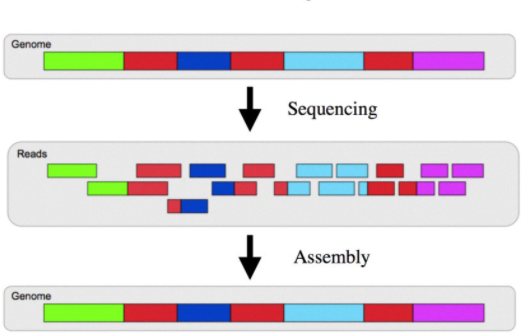 Genome
Sequencing
Reads
Assembly
Genome